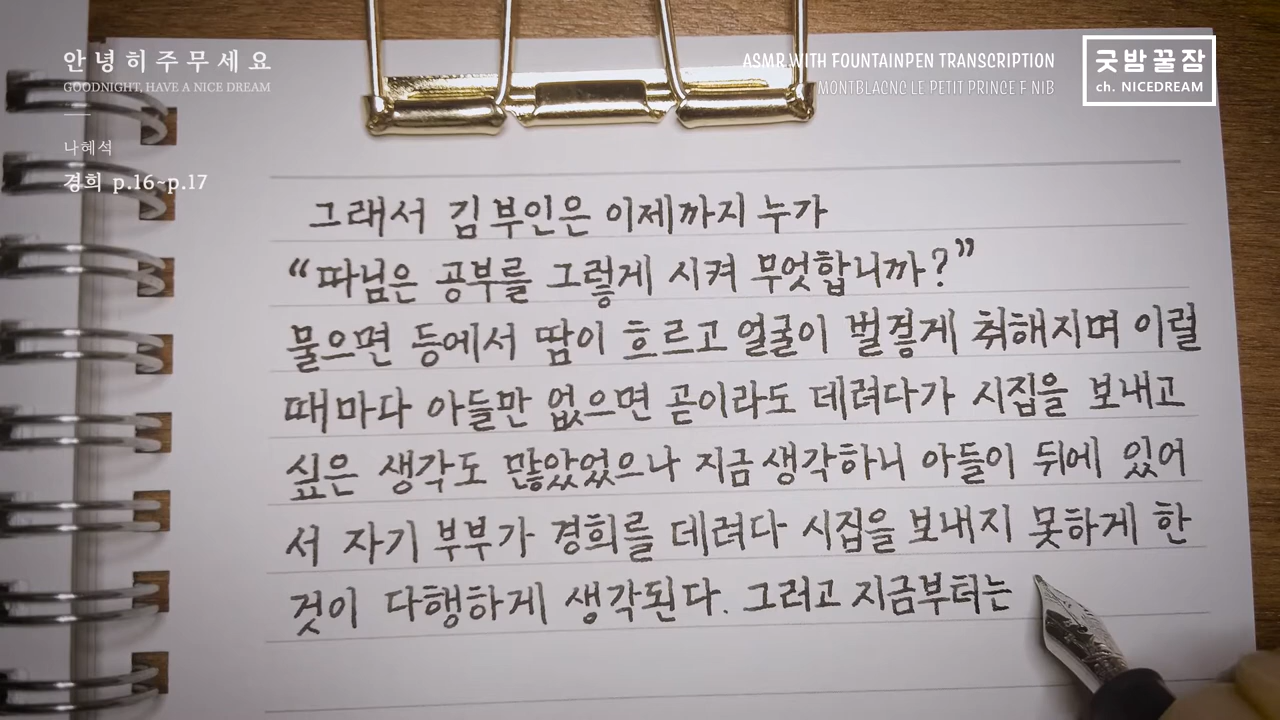 안녕히주무세요
GOODNIGHT, HAVE A NICE DREAM
나혜석
경희 p.16~p.17
ASMR WITH FOUNTAINPEN TRANSCRIPTION
MONTBLACNC LE PETIT PRINCE F NIB
굿밤꿀잠
ch. NICEDREAM
그래서 김부인은 이제까지 누가
“따님은 공부를 그렇게 시켜 무엇합니까?”
물으면 등에서 땀이 흐르고 얼굴이 벌겋게 취해지며 이럴
때마다 아들만 없으면 곧이라도 데려다가 시집을 보내고
싶은 생각도 많았었으나 지금 생각하니 아들이 뒤에 있어
서 자기 부부가 경희를 데려다 시집을 보내지 못하게 한
것이 다행하게 생각된다. 그러고 지금부터는